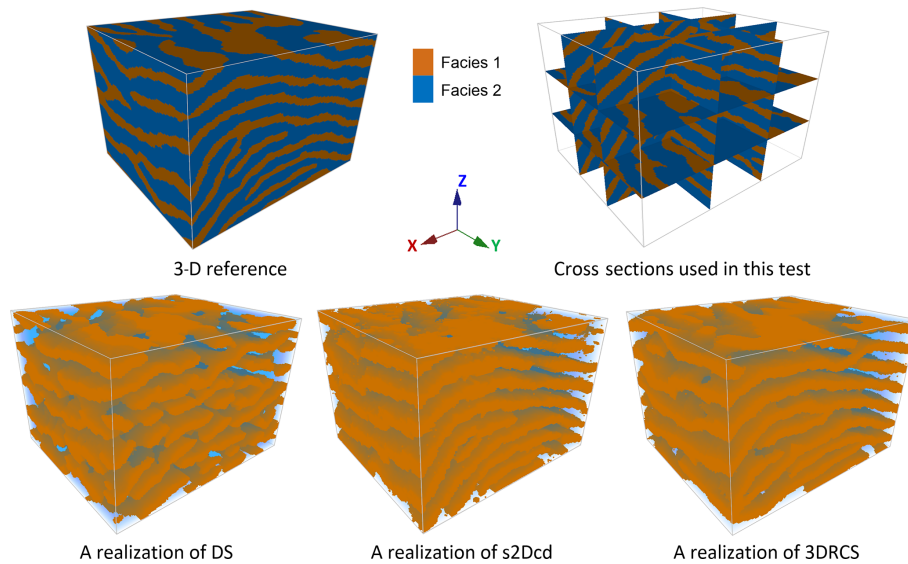 Facies 1
Facies 2
Z
X
Y
3-D reference
Cross sections used in this test
A realization of DS
A realization of s2Dcd
A realization of 3DRCS